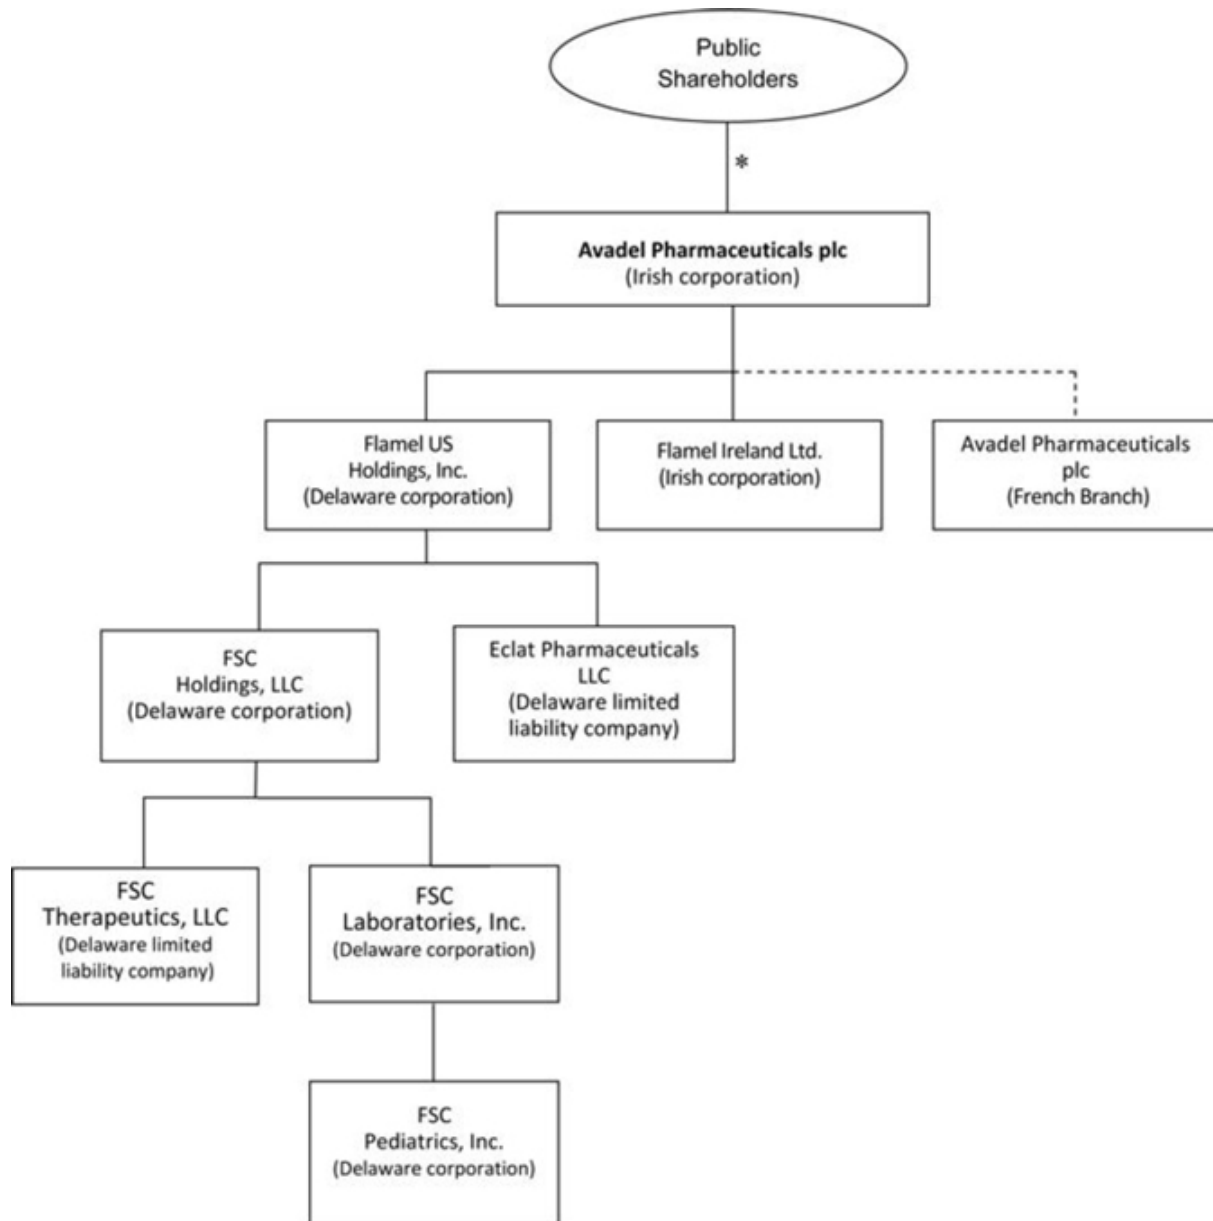 Public
Shareholders
*
Avadel Pharmaceuticals plc
(Irish corporation)
Flamel US
Holdings, Inc.
(Delaware corporation)
Flamel Ireland Ltd.
(Irish corporation)
Avadel Pharmaceuticals
plc
(French Branch)
FSC
Holdings, LLC
(Delaware corporation)
Eclat Pharmaceuticals
LLC
(Delaware limited
liability company)
FSC
Therapeutics, LLC
(Delaware limited
liability company)
FSC
Laboratories, Inc.
(Delaware corporation)
FSC
Pediatrics, Inc.
(Delaware corporation)